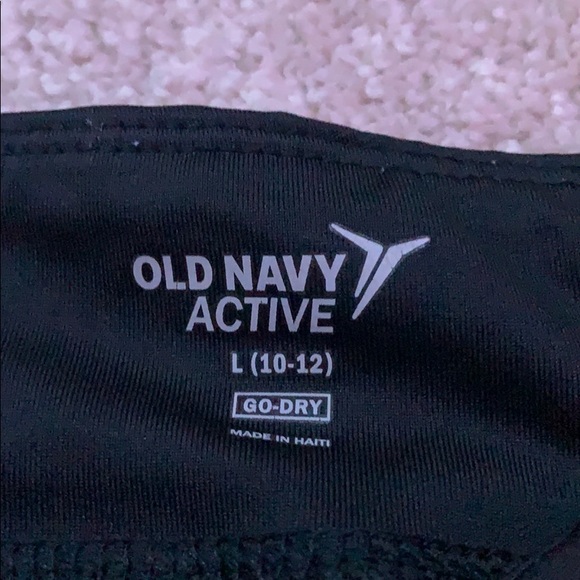 OLD NAVY
ACTIVE
L (10-12)
GO-DRY
MADE IN HAITI